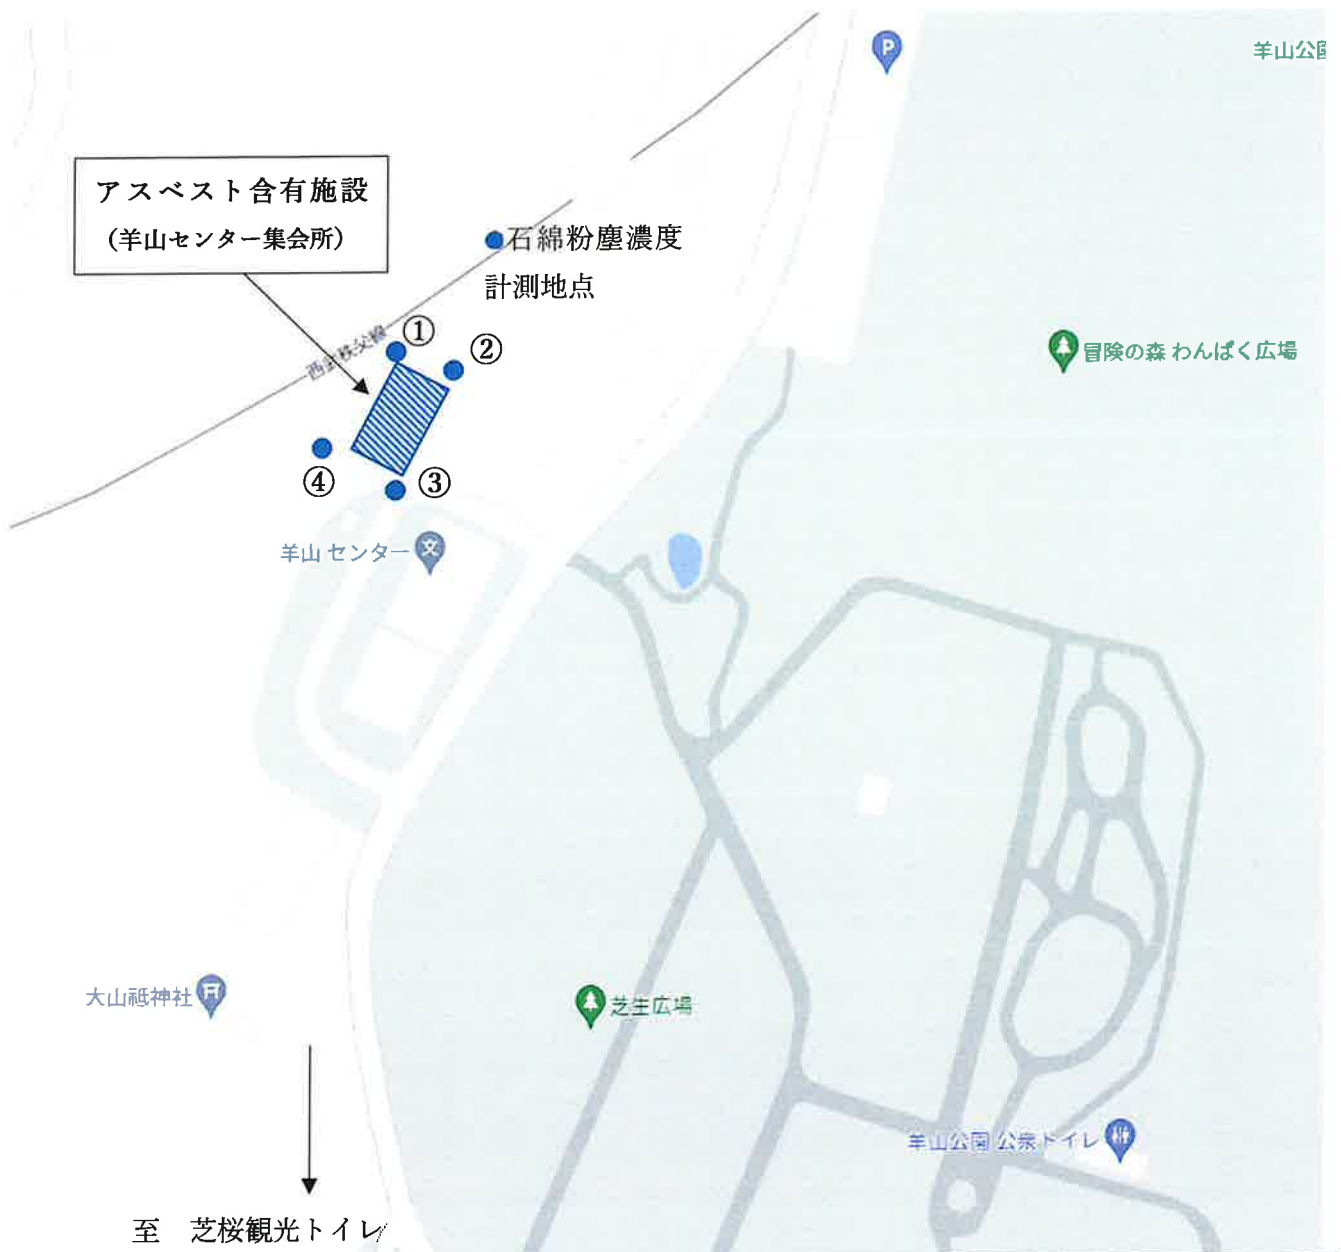 P
羊山公園
アスベスト含有施設
(羊山センター集会所)
石綿粉塵濃度
計測地点
西武秩父線
①
②
冒険の森 わんぱく広場
④
③
羊山 センター
文
大山祗神社
芝生広場
羊山公園 公衆トイレ
至 芝桜観光トイレ